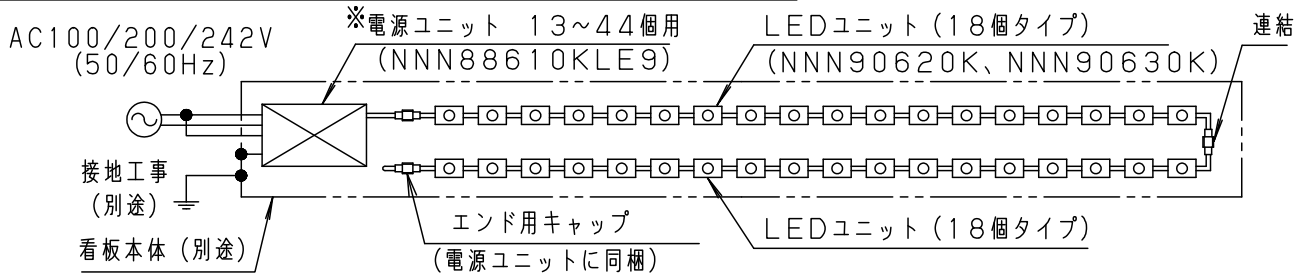 AC100/200/242V
(50/60Hz)
※電源ユニット 13~44個用
(NNN88610KLE9)
LEDユニット(18個タイプ)
(NNN90620K、NNN90630K)
連結
接地工事
(別途)
看板本体(別途)
エンド用キャップ
(電源ユニットに同梱)
LEDユニット(18個タイプ)